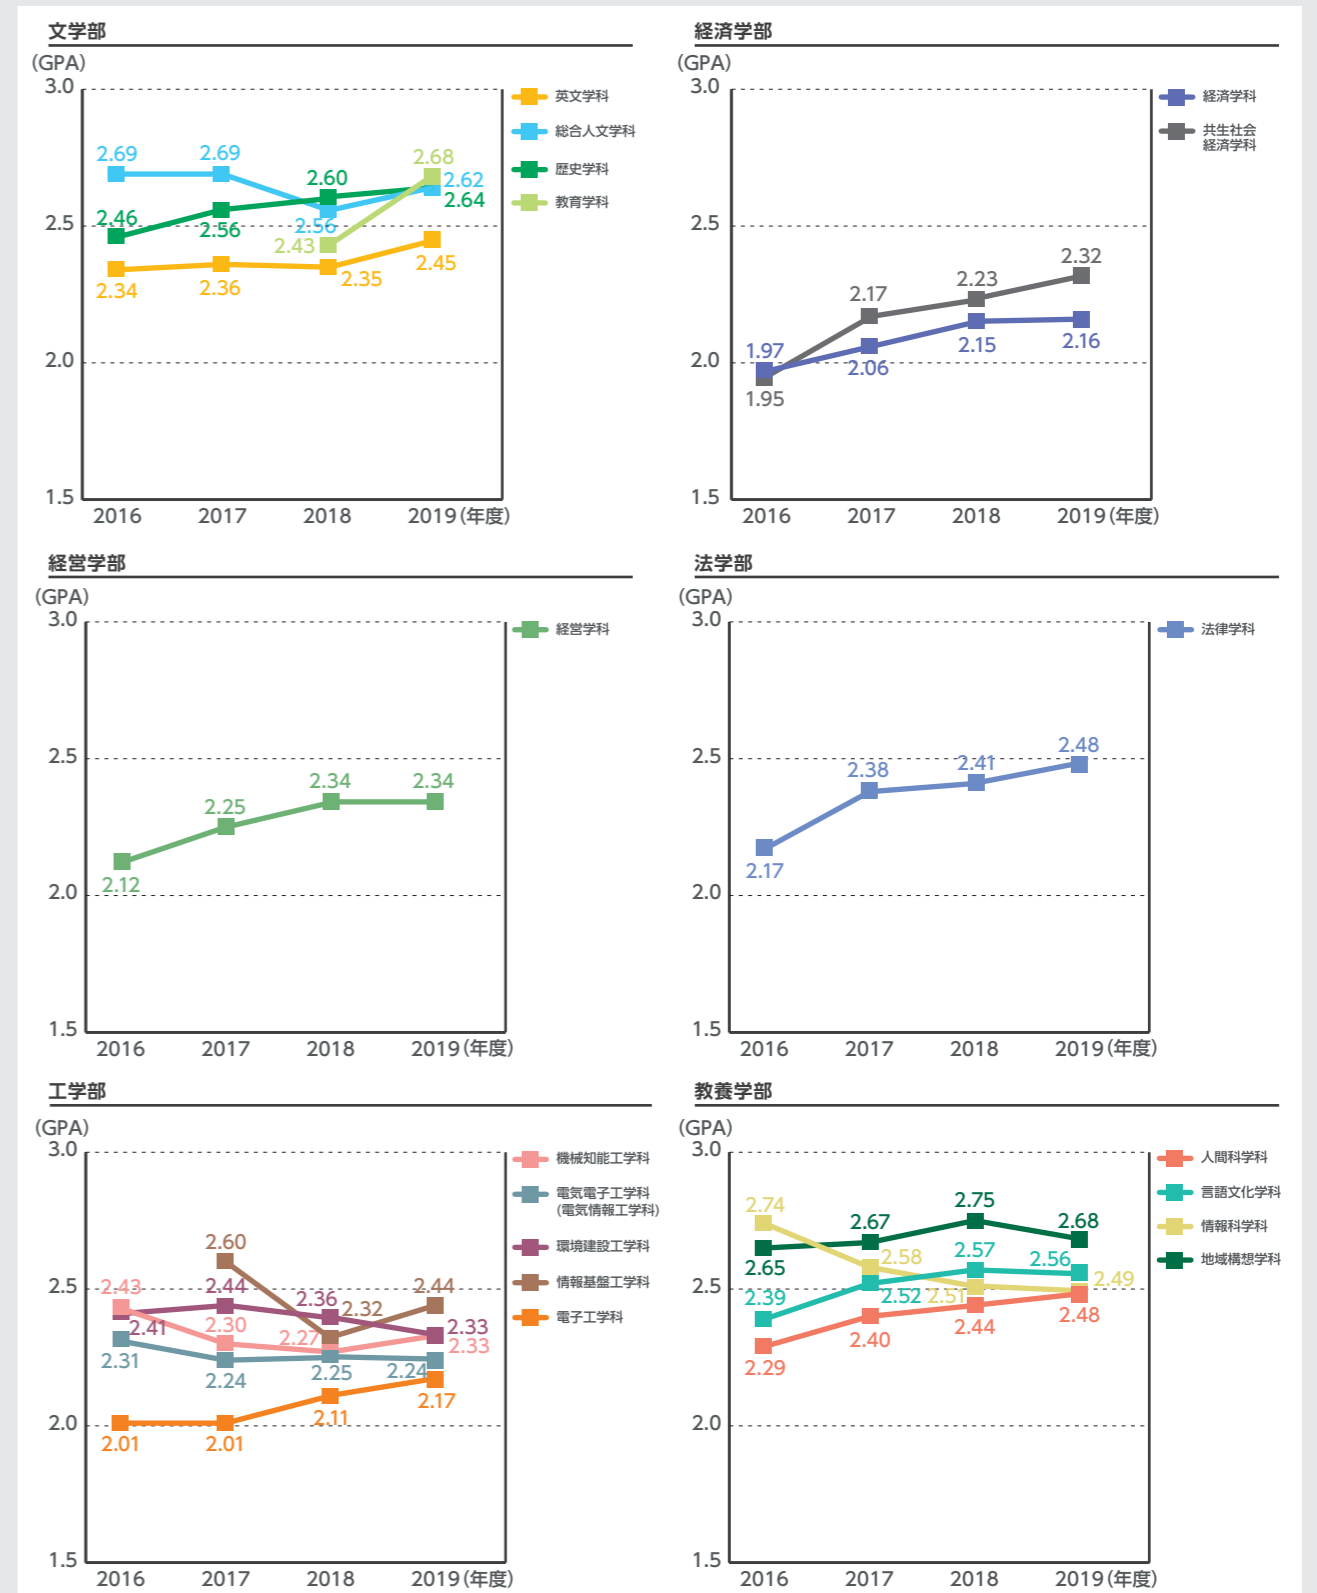 文学部
(GPA)
3.0
2.5
2.0
1.5
2.69
2.69
2.56
2.62
2.46
2.56
2.60
2.64
2.43
2.68
2.34
2.36
2.35
2.45
2016
2017
2018
2019(年度)
英文学科
総合人文学科
歴史学科
教育学科
経済学部
(GPA)
3.0
2.5
2.0
1.5
1.97
2.06
2.15
2.16
1.95
2.17
2.23
2.32
2016
2017
2018
2019(年度)
経済学科
共生社会
経済学科
経営学部
(GPA)
3.0
2.5
2.0
1.5
2.12
2.25
2.34
2.34
2016
2017
2018
2019(年度)
経営学科
法学部
(GPA)
3.0
2.5
2.0
1.5
2.17
2.38
2.41
2.48
2016
2017
2018
2019(年度)
法律学科
工学部
(GPA)
3.0
2.5
2.0
1.5
2.43
2.30
2.27
2.33
2.31
2.24
2.25
2.24
2.41
2.44
2.36
2.33
2.60
2.32
2.44
2.01
2.01
2.11
2.17
2016
2017
2018
2019(年度)
機械知能工学科
電気電子工学科
(電気情報工学科)
環境建設工学科
情報基盤工学科
電子工学科
教養学部
(GPA)
3.0
2.5
2.0
1.5
2.74
2.58
2.51
2.49
2.65
2.67
2.75
2.68
2.39
2.52
2.57
2.56
2.29
2.40
2.44
2.48
2016
2017
2018
2019(年度)
人間科学科
言語文化学科
情報科学科
地域構想学科